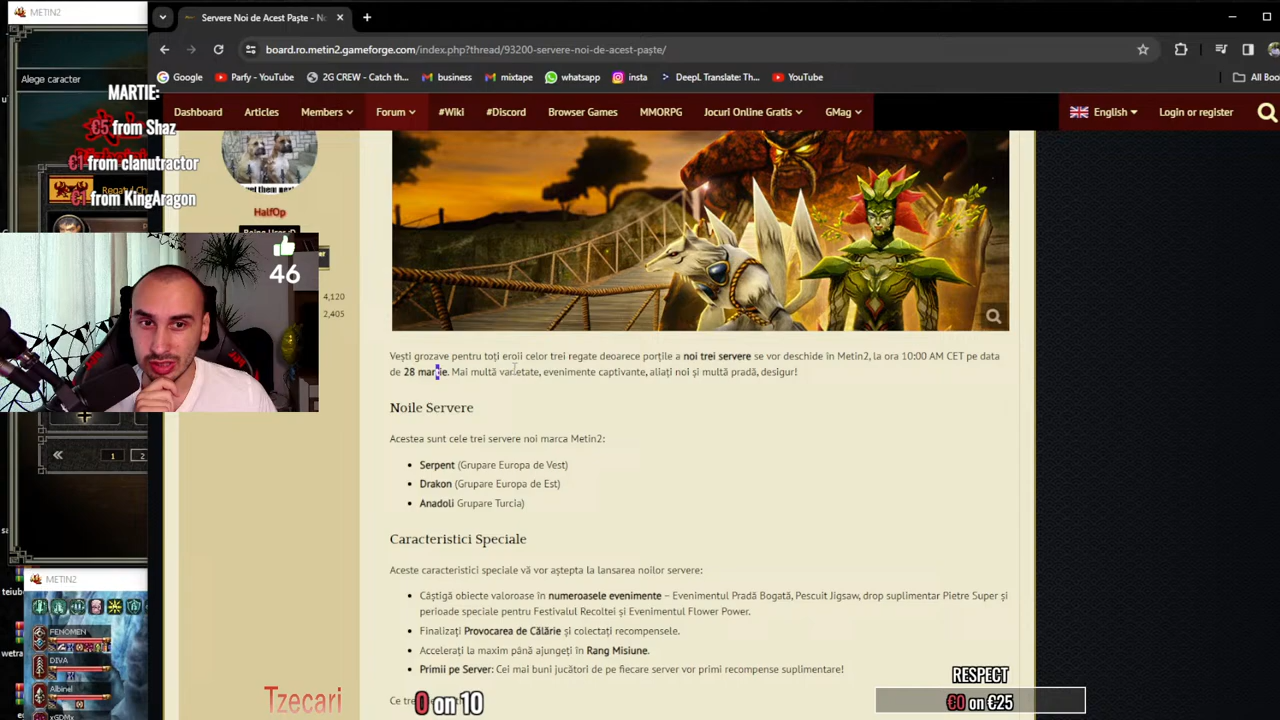 METIN2
Servere Noi de Acest Paște - No
board.ro.metin2.gameforge.com/index.php?thread/93200-servere-noi-de-acest-paște/
Google
Parfy - YouTube
2G CREW - Catch th...
business
mixtape
whatsapp
insta
DeepL Translate: Th...
YouTube
All Boo
Alege caracter
Dashboard
Articles
Members
Forum
#Wiki
#Discord
Browser Games
MMORPG
Jocuri Online Gratis
GMag
English
Login or register
MARTIE:
€5 from Shaz
€1 from clanutractor
€1 from KingAragon
HalfOp
46
4,120
2,405
Vești grozave pentru toți eroii celor trei regate deoarece porțile a noi trei servere se vor deschide în Metin2, la ora 10:00 AM CET pe data
de 28 martie. Mai multă varietate, evenimente captivante, aliați noi și multă pradă, desigur!
Noile Servere
Acestea sunt cele trei servere noi marca Metin2:
Serpent (Grupare Europa de Vest)
Drakon (Grupare Europa de Est)
Anadoli Grupare Turcia)
Caracteristici Speciale
Aceste caracteristici speciale vă vor aștepta la lansarea noilor servere:
Câștigă obiecte valoroase în numeroasele evenimente – Evenimentul Pradă Bogată, Pescuit Jigsaw, drop suplimentar Pietre Super și
perioade speciale pentru Festivalul Recoltei și Evenimentul Flower Power.
Finalizați Provocarea de Călărie și colectați recompensele.
Accelerați la maxim până ajungeți în Rang Misiune.
Primii pe Server: Cei mai buni jucători de pe fiecare server vor primi recompense suplimentare!
Ce tre
1
2
METIN2
FENOMEN
DIVA
Albinel
xGDMx
Tzecari
0 on 10
RESPECT
€0 on €25